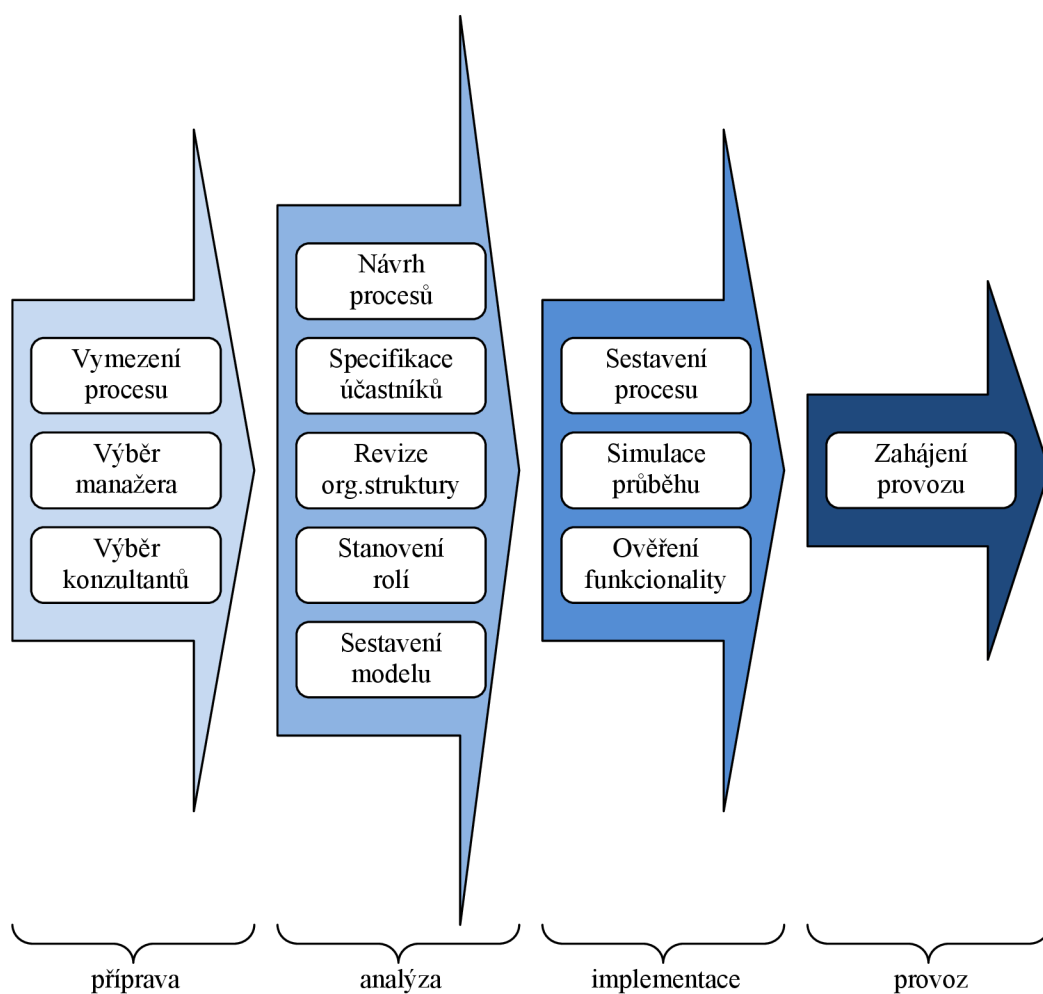 Vymezení
procesu
Výběr
manažera
Výběr
konzultantů
příprava
Návrh
procesů
Specifikace
účastníků
Revize
org.struktury
Stanovení
rolí
Sestavení
modelu
analýza
Sestavení
procesu
Simulace
průběhu
Ověření
funkcionality
implementace
Zahájení
provozu
provoz